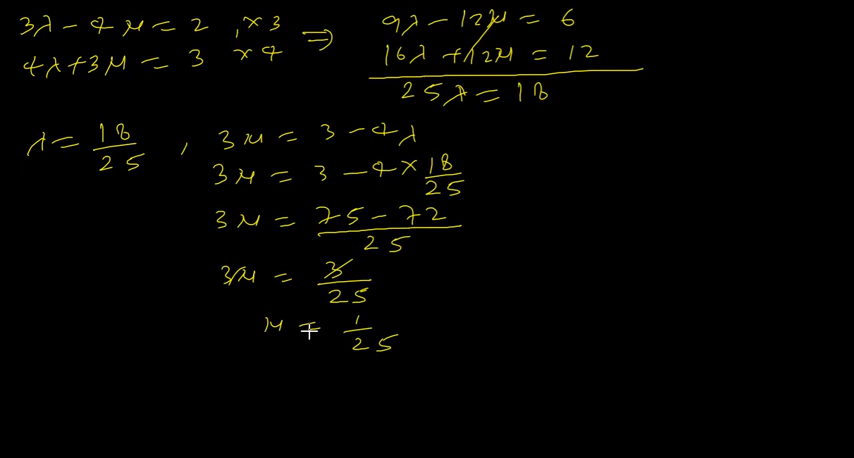 3λ - 4μ = 2 , ×3 ⇒ 9λ - 12μ = 6
4λ + 3μ = 3 ×4 16λ + 12μ = 12
25λ = 18
λ = 18/25 , 3μ = 3 - 4λ
3μ = 3 - 4 × 18/25
3μ = 75 - 72/25
3μ = 3/25
μ = 1/25